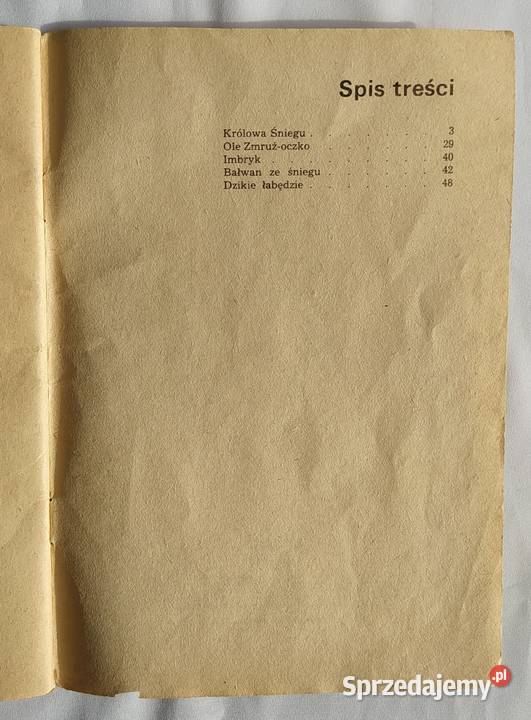 Spis treści
Królowa Śniegu . . . . . . . . 3
Ole Zmruż-oczko . . . . . . . 29
Imbryk . . . . . . . . . . 40
Bałwan ze śniegu . . . . . . . 42
Dzikie łabędzie . . . . . . . . 48
Sprzedajemy.pl